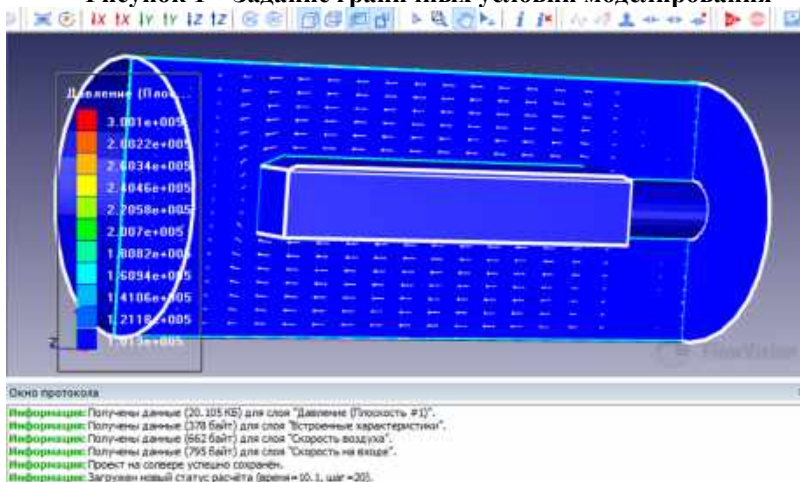 Рисунок 1 – Задание граничных условий моделирования
Давление (Плос...
3.001e+005
2.8022e+005
2.6034e+005
2.4046e+005
2.2058e+005
2.007e+005
1.8082e+005
1.6094e+005
1.4106e+005
1.2118e+005
1.013e+005
Z
FlowVision
Окно протокола
Информация: Получены данные (20.105 КБ) для слоя "Давление (Плоскость #1)".
Информация: Получены данные (378 байт) для слоя "Встроенные характеристики".
Информация: Получены данные (662 байт) для слоя "Скорость воздуха".
Информация: Получены данные (795 байт) для слоя "Скорость на входе".
Информация: Проект на солвере успешно сохранён.
Информация: Загружен новый статус расчёта (время=10.1, шаг=20).